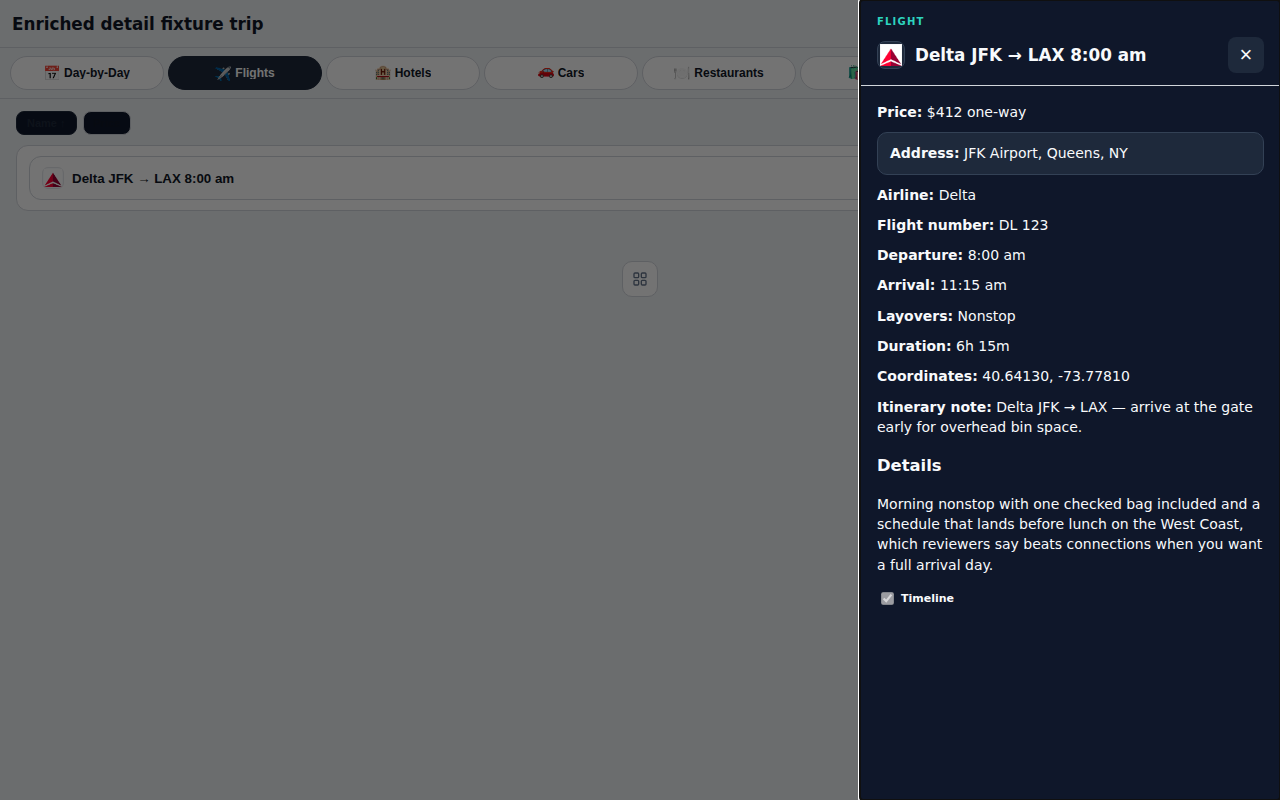 Enriched detail fixture trip
Day-by-Day
Flights
Hotels
Cars
Restaurants
Delta JFK → LAX 8:00 am
FLIGHT
Delta JFK → LAX 8:00 am
Price: $412 one-way
Address: JFK Airport, Queens, NY
Airline: Delta
Flight number: DL 123
Departure: 8:00 am
Arrival: 11:15 am
Layovers: Nonstop
Duration: 6h 15m
Coordinates: 40.64130, -73.77810
Itinerary note: Delta JFK → LAX — arrive at the gate
early for overhead bin space.
Details
Morning nonstop with one checked bag included and a
schedule that lands before lunch on the West Coast,
which reviewers say beats connections when you want
a full arrival day.
Timeline